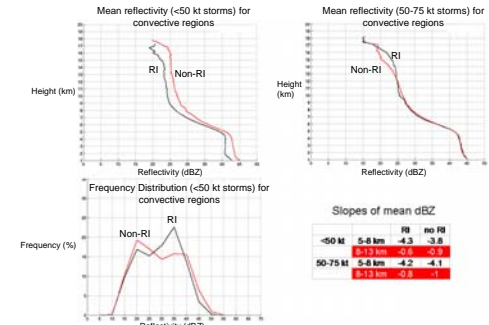 Mean reflectivity (<50 kt storms) for
convective regions
RI
Non-RI
Height (km)
Reflectivity (dBZ)
Mean reflectivity (50-75 kt storms) for
convective regions
RI
Non-RI
Height
(km)
Reflectivity (dBZ)
Frequency Distribution (<50 kt storms) for
convective regions
RI
Non-RI
Frequency (%)
Reflectivity (dBZ)
Slopes of mean dBZ
RI no RI
<50 kt 5-8 km -4.3 -3.8
8-13 km -0.6 -0.9
50-75 kt 5-8 km -4.2 -4.1
8-13 km -0.8 -1